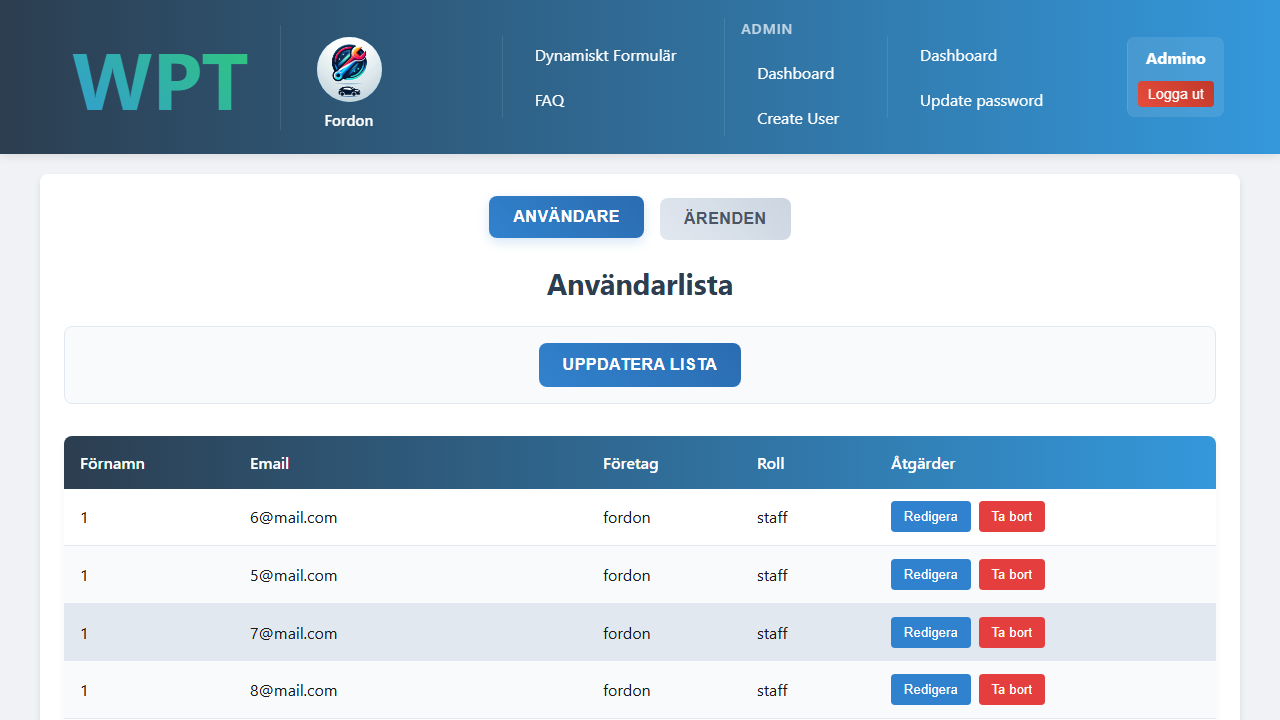 WPT
Fordon
Dynamiskt Formulär
FAQ
ADMIN
Dashboard
Create User
Dashboard
Update password
Admino
Logga ut
ANVÄNDARE
ÄRENDEN
Användarlista
UPPDATERA LISTA
Förnamn Email Företag Roll Åtgärder
1 6@mail.com fordon staff Redigera Ta bort
1 5@mail.com fordon staff Redigera Ta bort
1 7@mail.com fordon staff Redigera Ta bort
1 8@mail.com fordon staff Redigera Ta bort